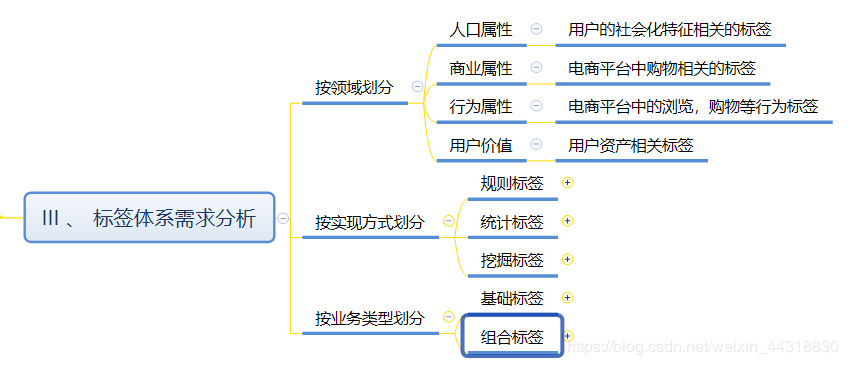 人口属性
用户的社会化特征相关的标签
商业属性
电商平台中购物相关的标签
按领域划分
行为属性
电商平台中的浏览，购物等行为标签
用户价值
用户资产相关标签
规则标签
III 、 标签体系需求分析
按实现方式划分
统计标签
挖掘标签
基础标签
按业务类型划分
组合标签
https://blog.csdn.net/weixin_44318830